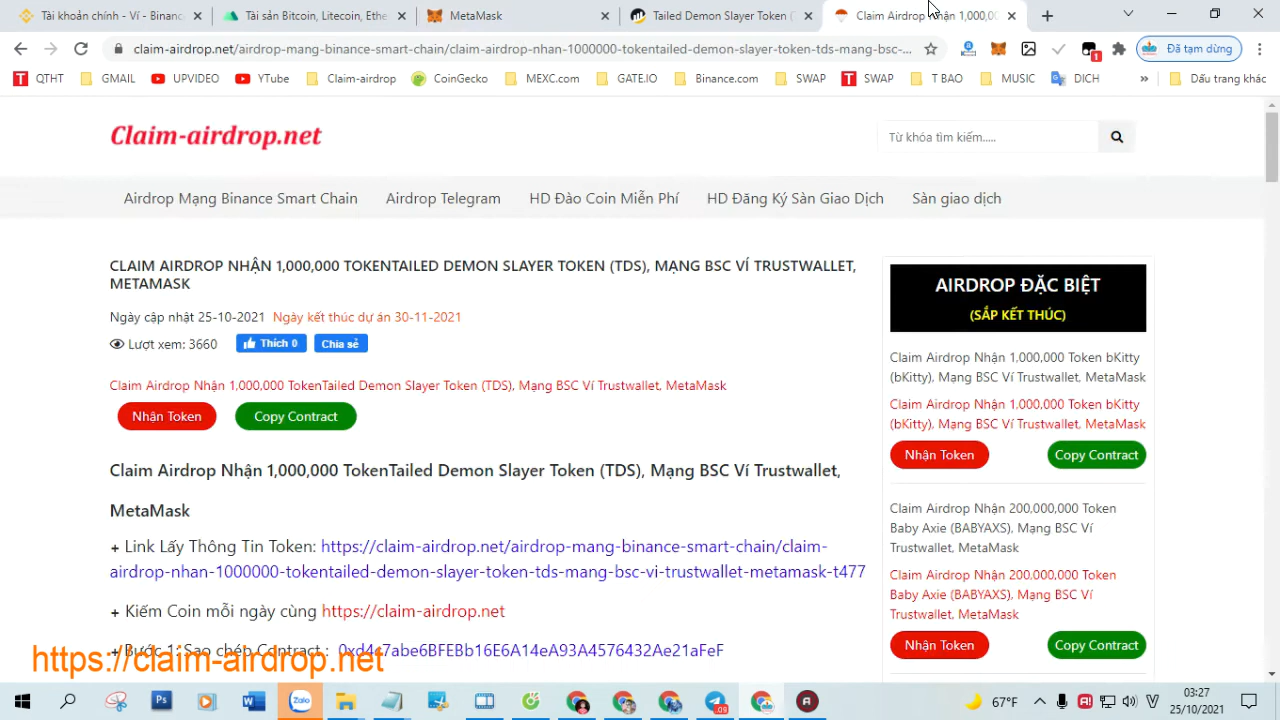 Tài khoản chính - Binanc
Tài sản Bitcoin, Litecoin, Ethe
MetaMask
Tailed Demon Slayer Token (
Claim Airdrop Nhận 1,000,00
claim-airdrop.net/airdrop-mang-binance-smart-chain/claim-airdrop-nhan-1000000-tokentailed-demon-slayer-token-tds-mang-bsc-...
1
Đã tạm dừng
QTHT
GMAIL
UPVIDEO
YTube
Claim-airdrop
CoinGecko
MEXC.com
GATE.IO
Binance.com
SWAP
SWAP
T BAO
MUSIC
DICH
»
Dấu trang khác
Claim-airdrop.net
Từ khóa tìm kiếm.....
Airdrop Mạng Binance Smart Chain
Airdrop Telegram
HD Đào Coin Miễn Phí
HD Đăng Ký Sàn Giao Dịch
Sàn giao dịch
CLAIM AIRDROP NHẬN 1,000,000 TOKENTAILED DEMON SLAYER TOKEN (TDS), MẠNG BSC VÍ TRUSTWALLET,
METAMASK
Ngày cập nhật 25-10-2021 Ngày kết thúc dự án 30-11-2021
Lượt xem: 3660
Thích 0
Chia sẻ
Claim Airdrop Nhận 1,000,000 TokenTailed Demon Slayer Token (TDS), Mạng BSC Ví Trustwallet, MetaMask
Nhận Token
Copy Contract
Claim Airdrop Nhận 1,000,000 TokenTailed Demon Slayer Token (TDS), Mạng BSC Ví Trustwallet,
MetaMask
+ Link Lấy Thông Tin Token: https://claim-airdrop.net/airdrop-mang-binance-smart-chain/claim-
airdrop-nhan-1000000-tokentailed-demon-slayer-token-tds-mang-bsc-vi-trustwallet-metamask-t477
+ Kiếm Coin mỗi ngày cùng https://claim-airdrop.net
+ Bước 1: Sao chép Contract : 0xd4c7abe6BFEBb16E6A14eA93A4576432Ae21aFeF
https://claim-airdrop.net
AIRDROP ĐẶC BIỆT
(SẮP KẾT THÚC)
Claim Airdrop Nhận 1,000,000 Token bKitty
(bKitty), Mạng BSC Ví Trustwallet, MetaMask
Claim Airdrop Nhận 1,000,000 Token bKitty
(bKitty), Mạng BSC Ví Trustwallet, MetaMask
Nhận Token
Copy Contract
Claim Airdrop Nhận 200,000,000 Token
Baby Axie (BABYAXS), Mạng BSC Ví
Trustwallet, MetaMask
Claim Airdrop Nhận 200,000,000 Token
Baby Axie (BABYAXS), Mạng BSC Ví
Trustwallet, MetaMask
Nhận Token
Copy Contract
Ps
Zalo
.09
67°F
03:27
25/10/2021